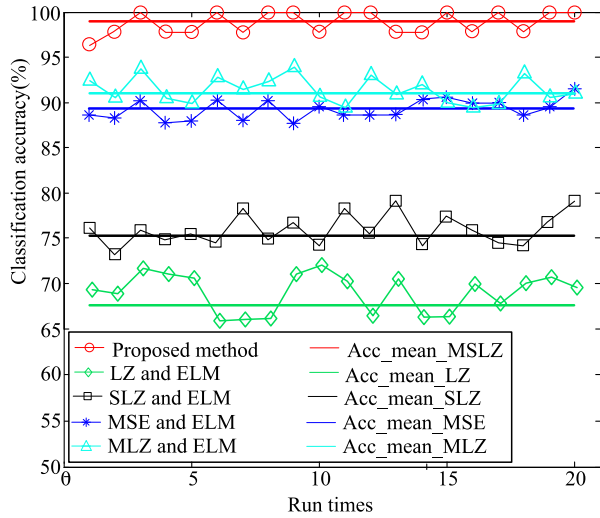 Classification accuracy(%)
100
95
90
85
80
75
70
65
60
55
50
Proposed method
LZ and ELM
SLZ and ELM
MSE and ELM
MLZ and ELM
Acc_mean_MSLZ
Acc_mean_LZ
Acc_mean_SLZ
Acc_mean_MSE
Acc_mean_MLZ
0 5 10 15 20
Run times